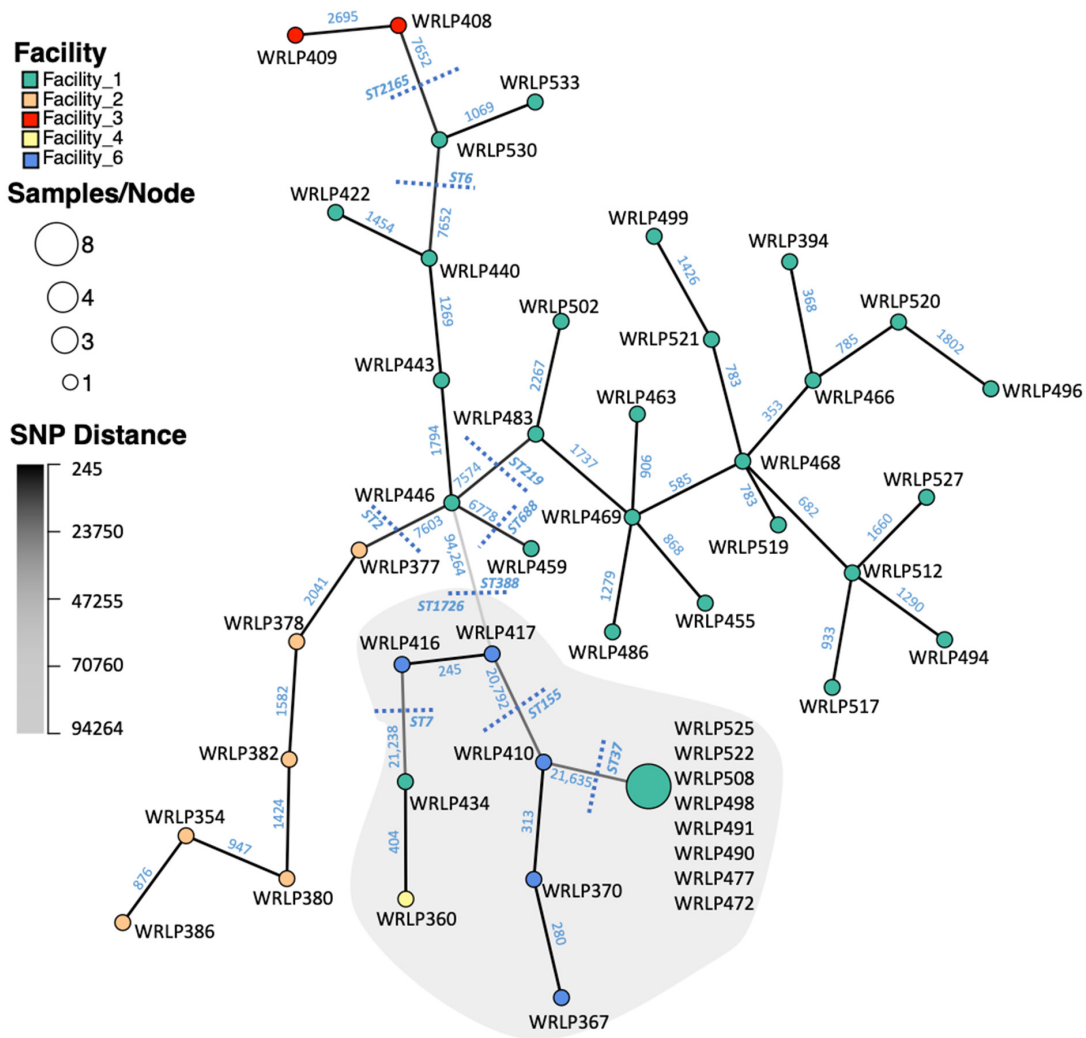 Facility
Facility_1
Facility_2
Facility_3
Facility_4
Facility_6
Samples/Node
8
4
3
1
SNP Distance
245
23750
47255
70760
94264
2695
WRLP408
WRLP409
7652
ST2165
WRLP533
1069
WRLP530
ST6
WRLP422
1454
7652
WRLP440
1269
WRLP443
1794
WRLP502
2267
WRLP483
7574
ST219
WRLP446
ST2
7603
6778
ST688
WRLP377
WRLP459
94,264
ST388
ST1726
1737
WRLP463
906
WRLP469
585
868
1279
WRLP455
WRLP486
WRLP499
1426
WRLP521
783
WRLP394
368
WRLP520
785
1802
WRLP496
WRLP466
353
WRLP468
783
WRLP519
682
WRLP527
1660
WRLP512
1290
933
WRLP494
WRLP517
2041
WRLP378
1582
WRLP382
1424
WRLP354
947
876
WRLP380
WRLP386
WRLP416
WRLP417
245
20,792
ST155
ST7
21,238
WRLP410
ST37
21,635
WRLP434
404
313
WRLP360
WRLP370
280
WRLP367
WRLP525
WRLP522
WRLP508
WRLP498
WRLP491
WRLP490
WRLP477
WRLP472